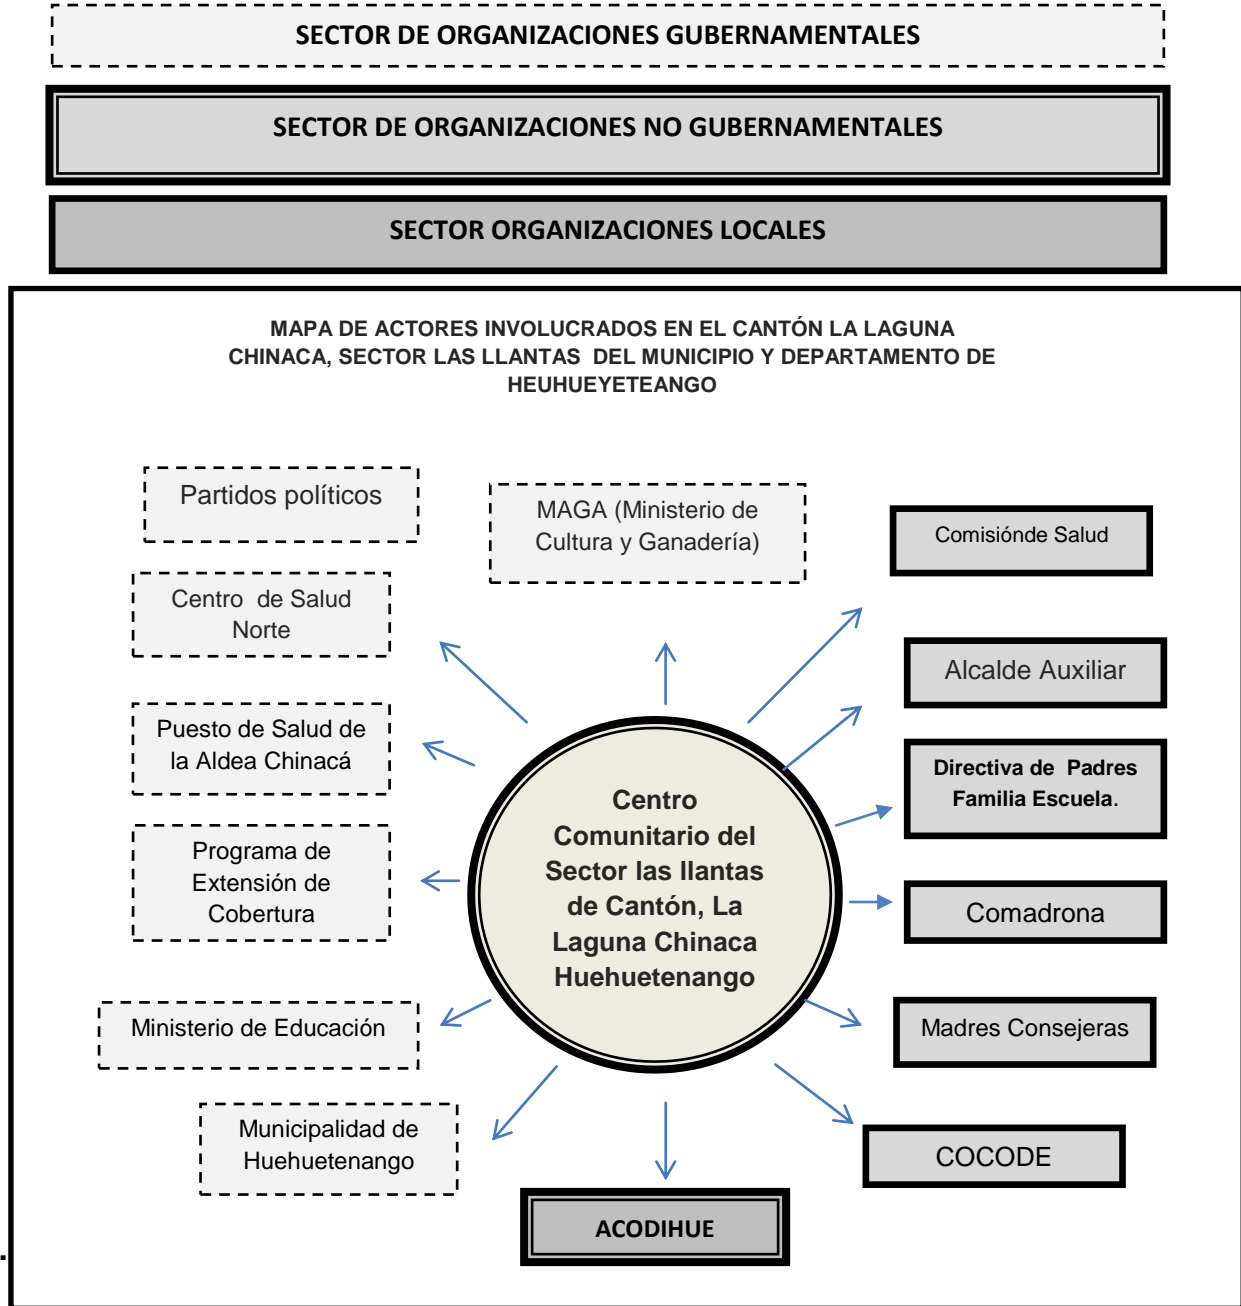 SECTOR DE ORGANIZACIONES GUBERNAMENTALES
SECTOR DE ORGANIZACIONES NO GUBERNAMENTALES
SECTOR ORGANIZACIONES LOCALES
MAPA DE ACTORES INVOLUCRADOS EN EL CANTÓN LA LAGUNA
CHINACA, SECTOR LAS LLANTAS DEL MUNICIPIO Y DEPARTAMENTO DE
HEUHUEYETEANGO
Partidos políticos
MAGA (Ministerio de
Cultura y Ganadería)
Comisiónde Salud
Centro de Salud
Norte
Alcalde Auxiliar
Puesto de Salud de
la Aldea Chinacá
Directiva de Padres
Familia Escuela.
Centro
Comunitario del
Sector las llantas
de Cantón, La
Laguna Chinaca
Huehuetenango
Programa de
Extensión de
Cobertura
Comadrona
Ministerio de Educación
Madres Consejeras
Municipalidad de
Huehuetenango
COCODE
ACODIHUE
.